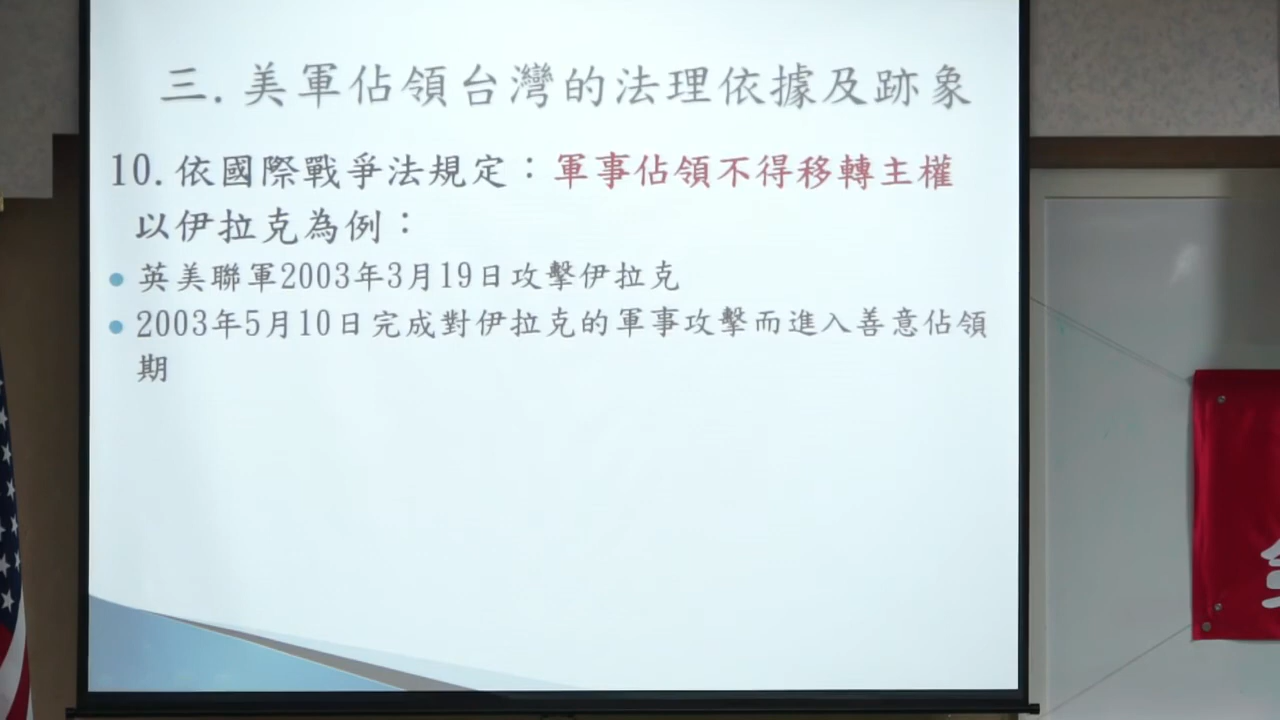 三.美軍佔領台灣的法理依據及跡象
10.依國際戰爭法規定：軍事佔領不得移轉主權
以伊拉克為例：
英美聯軍2003年3月19日攻擊伊拉克
2003年5月10日完成對伊拉克的軍事攻擊而進入善意佔領
期